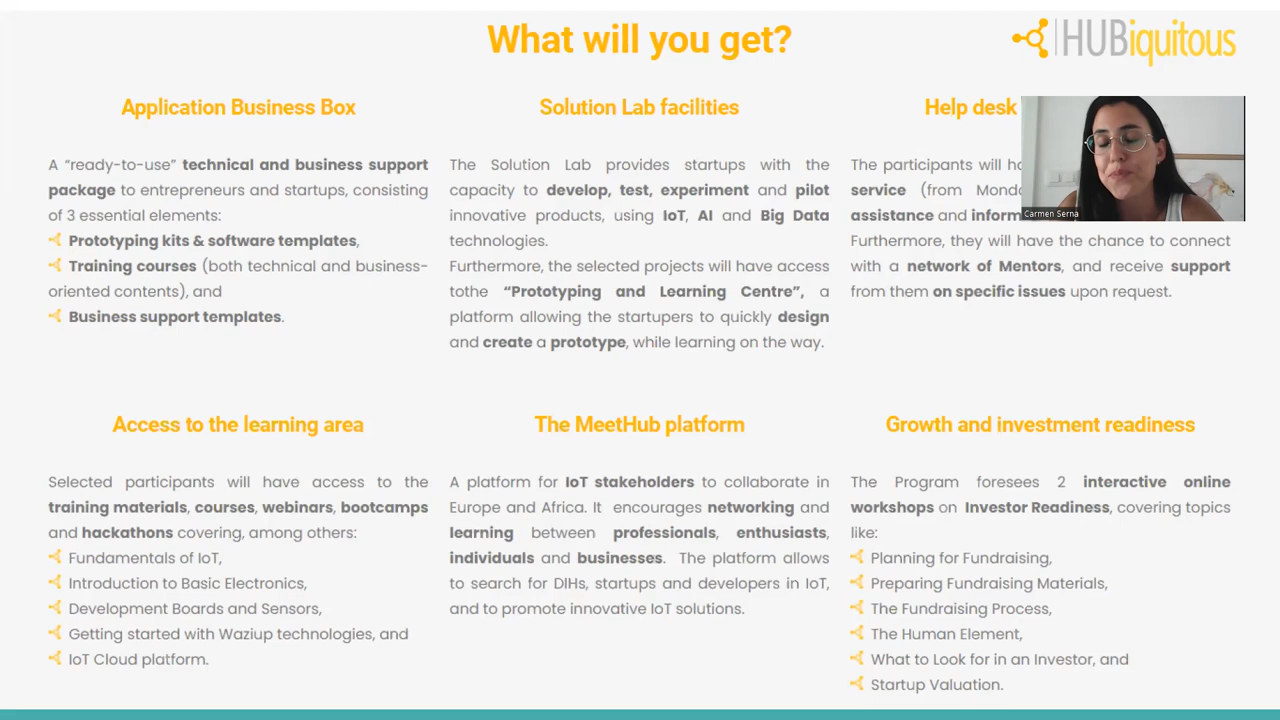 What will you get?
HUBiquitous
Application Business Box
A “ready-to-use” technical and business support
package to entrepreneurs and startups, consisting
of 3 essential elements:
Prototyping kits & software templates,
Training courses (both technical and business-
oriented contents), and
Business support templates.
Solution Lab facilities
The Solution Lab provides startups with the
capacity to develop, test, experiment and pilot
innovative products, using IoT, AI and Big Data
technologies.
Furthermore, the selected projects will have access
tothe “Prototyping and Learning Centre”, a
platform allowing the startupers to quickly design
and create a prototype, while learning on the way.
Help desk
The participants will
service (from
assistance and
Furthermore, they will have the chance to connect
with a network of Mentors, and receive support
from them on specific issues upon request.
Carmen Serna
Access to the learning area
Selected participants will have access to the
training materials, courses, webinars, bootcamps
and hackathons covering, among others:
Fundamentals of IoT,
Introduction to Basic Electronics,
Development Boards and Sensors,
Getting started with Waziup technologies, and
IoT Cloud platform.
The MeetHub platform
A platform for IoT stakeholders to collaborate in
Europe and Africa. It encourages networking and
learning between professionals, enthusiasts,
individuals and businesses. The platform allows
to search for DIHs, startups and developers in IoT,
and to promote innovative IoT solutions.
Growth and investment readiness
The Program foresees 2 interactive online
workshops on Investor Readiness, covering topics
like:
Planning for Fundraising,
Preparing Fundraising Materials,
The Fundraising Process,
The Human Element,
What to Look for in an Investor, and
Startup Valuation.